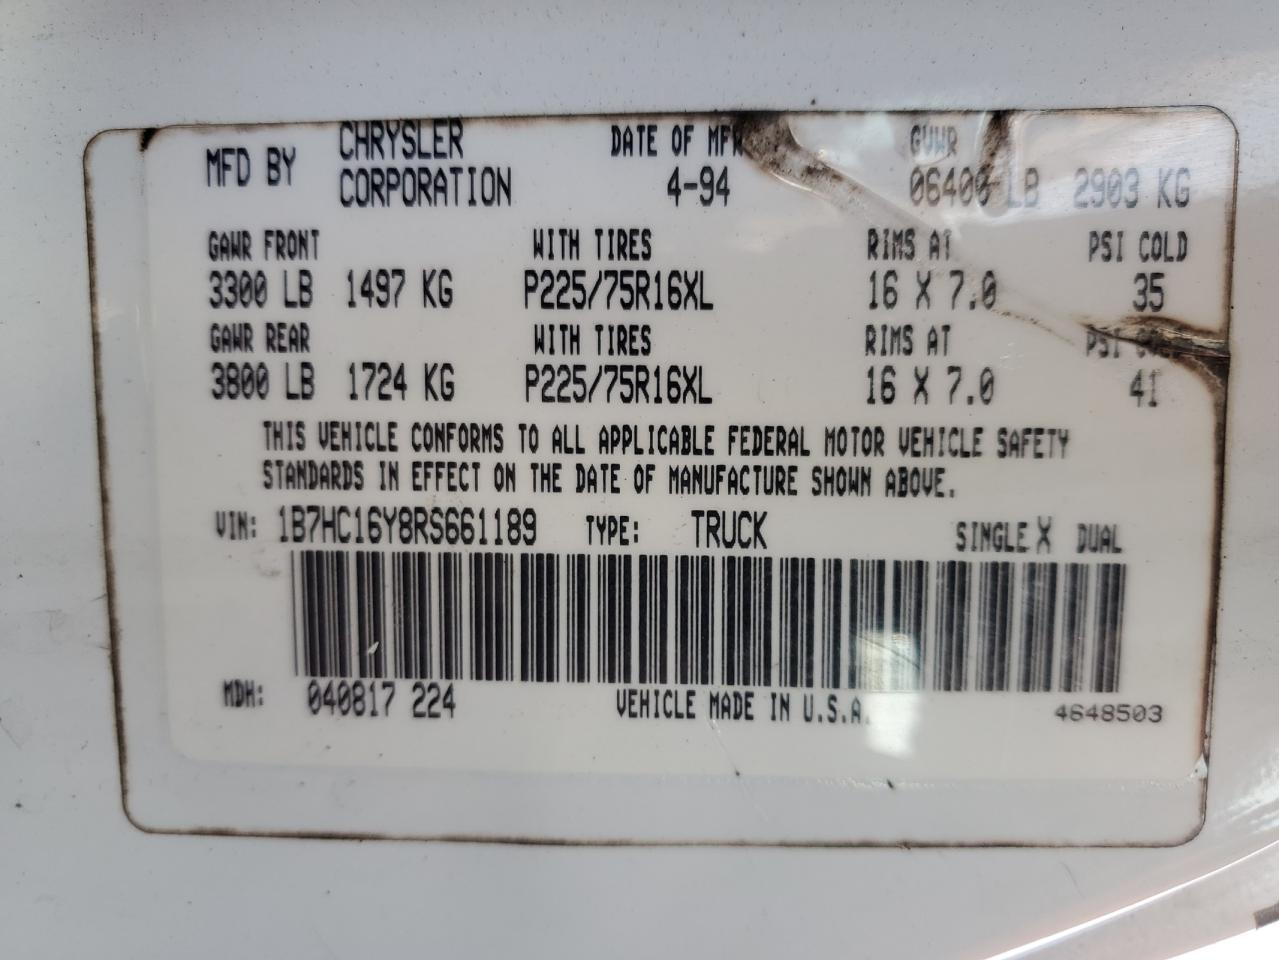 MFD BY CHRYSLER CORPORATION DATE OF MFR 4-94 GVWR 06400 LB 2903 KG
GAWR FRONT WITH TIRES RIMS AT PSI COLD
3300 LB 1497 KG P225/75R16XL 16 X 7.0 35
GAWR REAR WITH TIRES RIMS AT PSI COLD
3800 LB 1724 KG P225/75R16XL 16 X 7.0 41
THIS VEHICLE CONFORMS TO ALL APPLICABLE FEDERAL MOTOR VEHICLE SAFETY
STANDARDS IN EFFECT ON THE DATE OF MANUFACTURE SHOWN ABOVE.
VIN: 1B7HC16Y8RS661189 TYPE: TRUCK SINGLE X DUAL
MDH: 040817 224 VEHICLE MADE IN U.S.A. 4648503